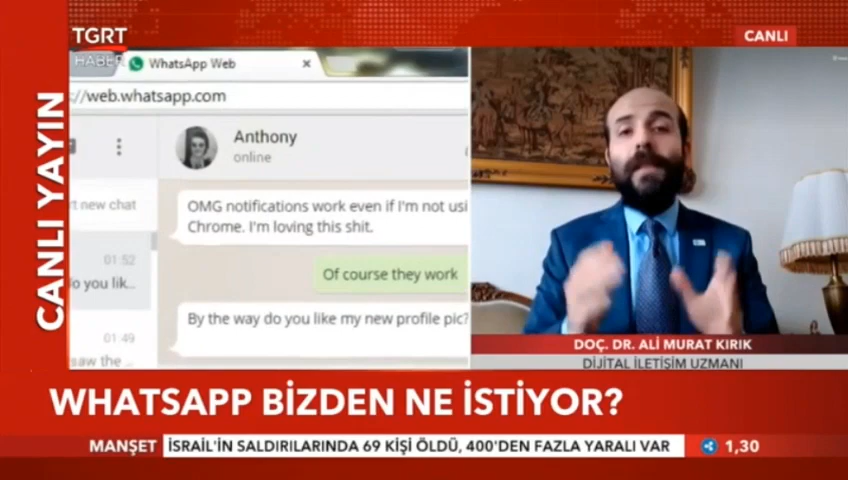 TGRT
HABER
CANLI
CANLI YAYIN
WhatsApp Web
://web.whatsapp.com
Anthony
online
rt new chat
OMG notifications work even if I'm not usi
Chrome. I'm loving this shit.
01:52
o you lik...
Of course they work
By the way do you like my new profile pic?
01:49
saw the ...
DOÇ. DR. ALİ MURAT KIRIK
DİJİTAL İLETİŞİM UZMANI
WHATSAPP BİZDEN NE İSTİYOR?
MANŞET İSRAİL'İN SALDIRILARINDA 69 KİŞİ ÖLDÜ, 400'DEN FAZLA YARALI VAR 1,30